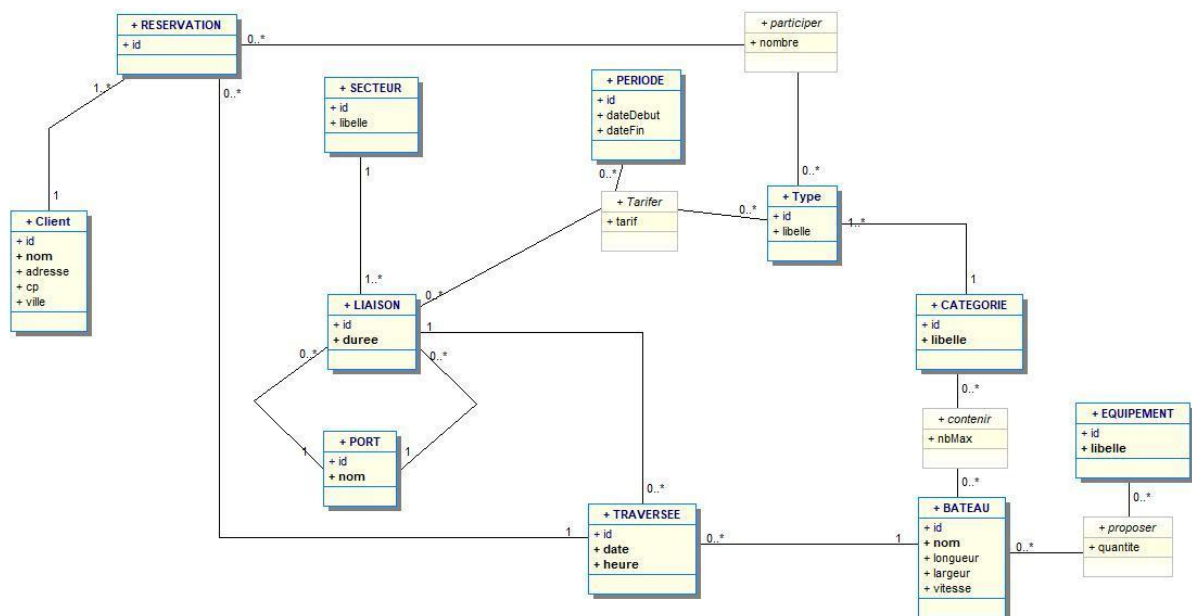 + RESERVATION
+ id
0..*
+ participer
+ nombre
1..*
0..*
+ SECTEUR
+ id
+ libelle
+ PERIODE
+ id
+ dateDebut
+ dateFin
0..*
0..*
1
1
+ Client
+ id
+ nom
+ adresse
+ cp
+ ville
+ Tarifer
+ tarif
0..*
+ Type
+ id
+ libelle
1..*
1..*
0..*
1
+ LIAISON
+ id
+ duree
1
0..*
0..*
+ CATEGORIE
+ id
+ libelle
0..*
+ contenir
+ nbMax
+ EQUIPEMENT
+ id
+ libelle
1
+ PORT
+ id
+ nom
1
0..*
0..*
0..*
+ TRAVERSEE
+ id
+ date
+ heure
1
0..*
1
+ BATEAU
+ id
+ nom
+ longueur
+ largeur
+ vitesse
0..*
+ proposer
+ quantite